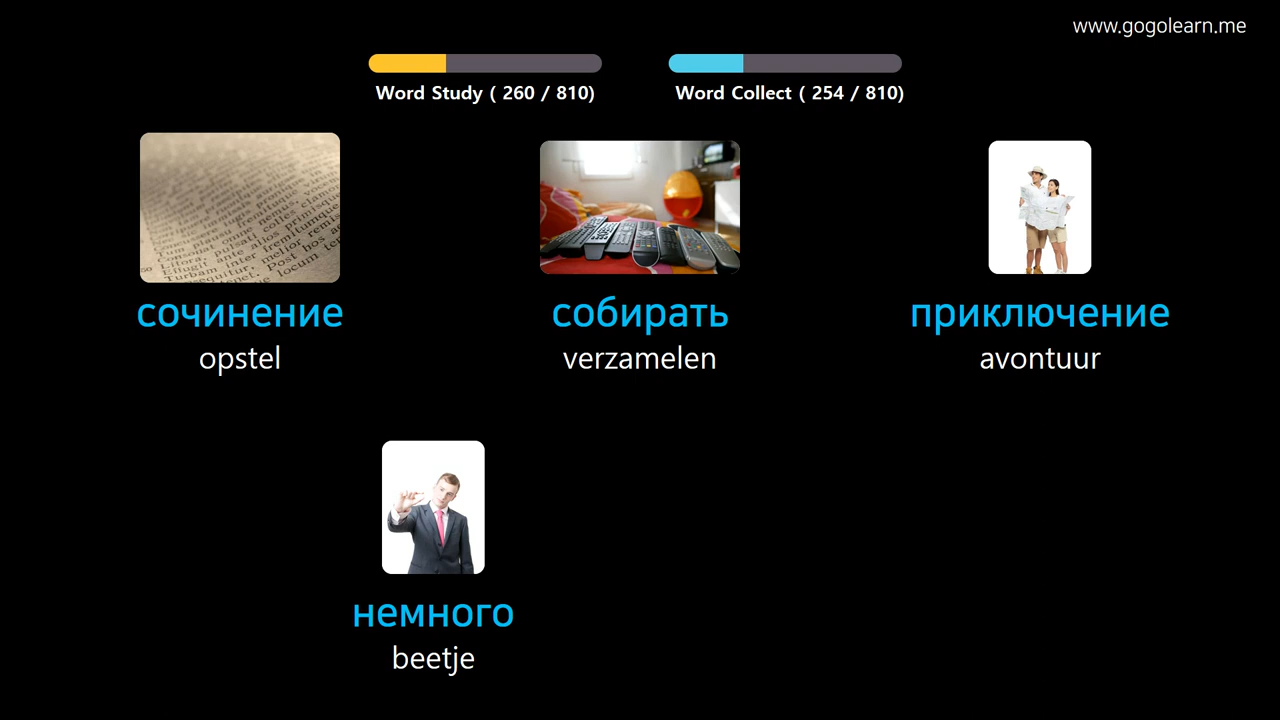 www.gogolearn.me
Word Study ( 260 / 810)
Word Collect ( 254 / 810)
сочинение
opstel
собирать
verzamelen
приключение
avontuur
немного
beetje